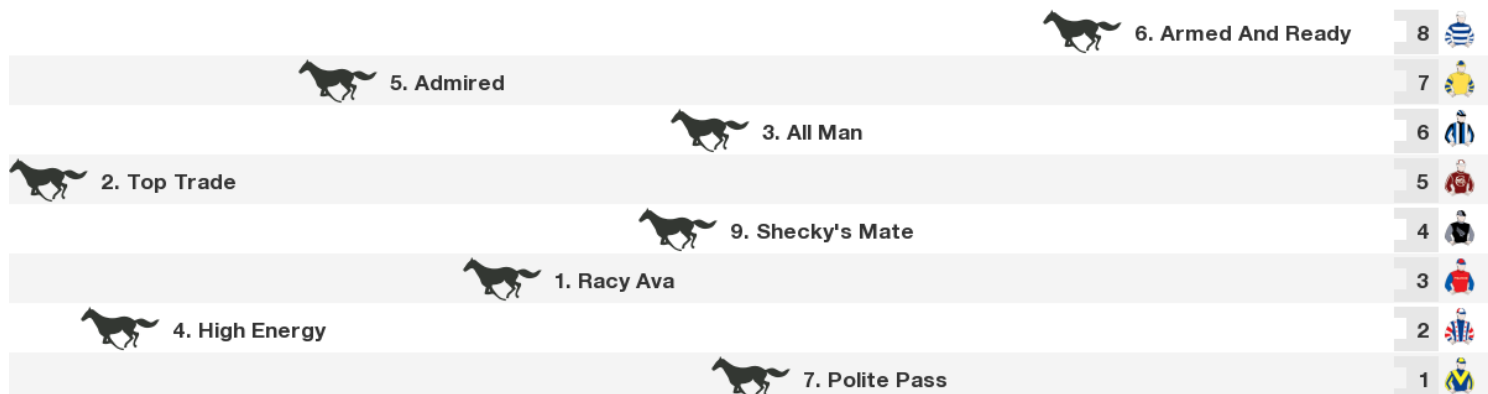 6. Armed And Ready 8
5. Admired 7
3. All Man 6
2. Top Trade 5
9. Shecky's Mate 4
1. Racy Ava 3
4. High Energy 2
7. Polite Pass 1